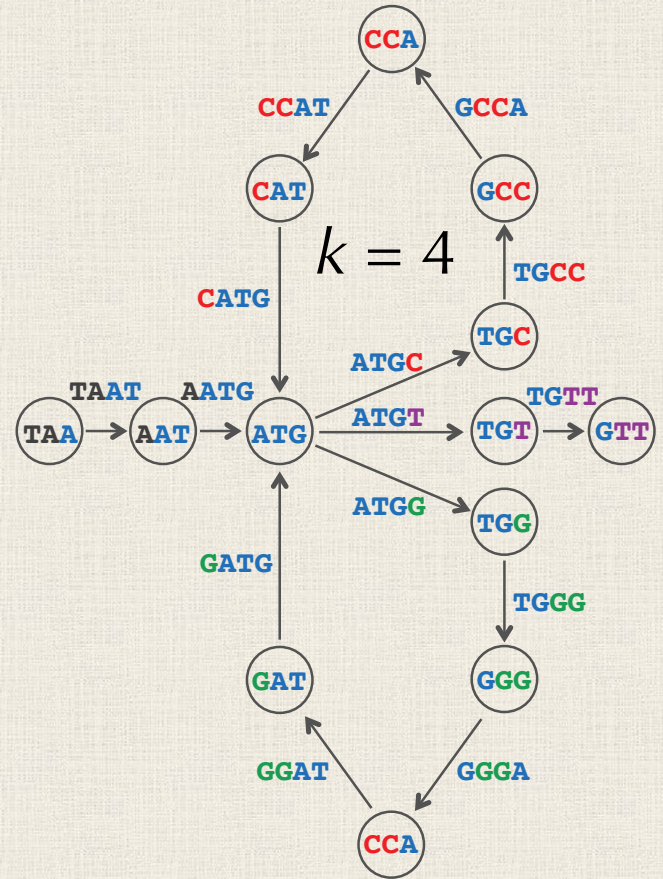 CCA
CCAT
GCCA
CAT
GCC
k = 4
TGCC
CATG
TGC
ATGC
TAAT
AATG
ATGT
TGTT
TAA
AAT
ATG
TGT
GTT
ATGG
TGG
GATG
TGGG
GAT
GGG
GGAT
GGGA
CCA